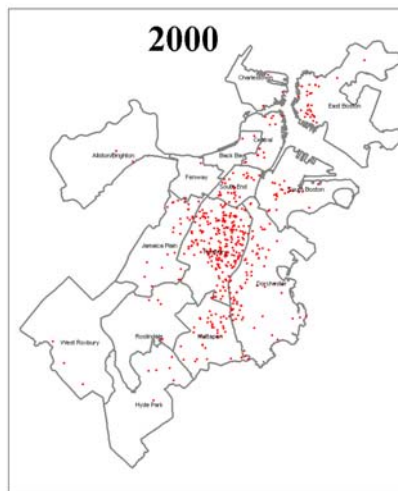 2000
Charlestown
East Boston
Central
Allston/Brighton
Back Bay
Fenway
South End
South Boston
Jamaica Plain
Roxbury
Dorchester
West Roxbury
Roslindale
Mattapan
Hyde Park